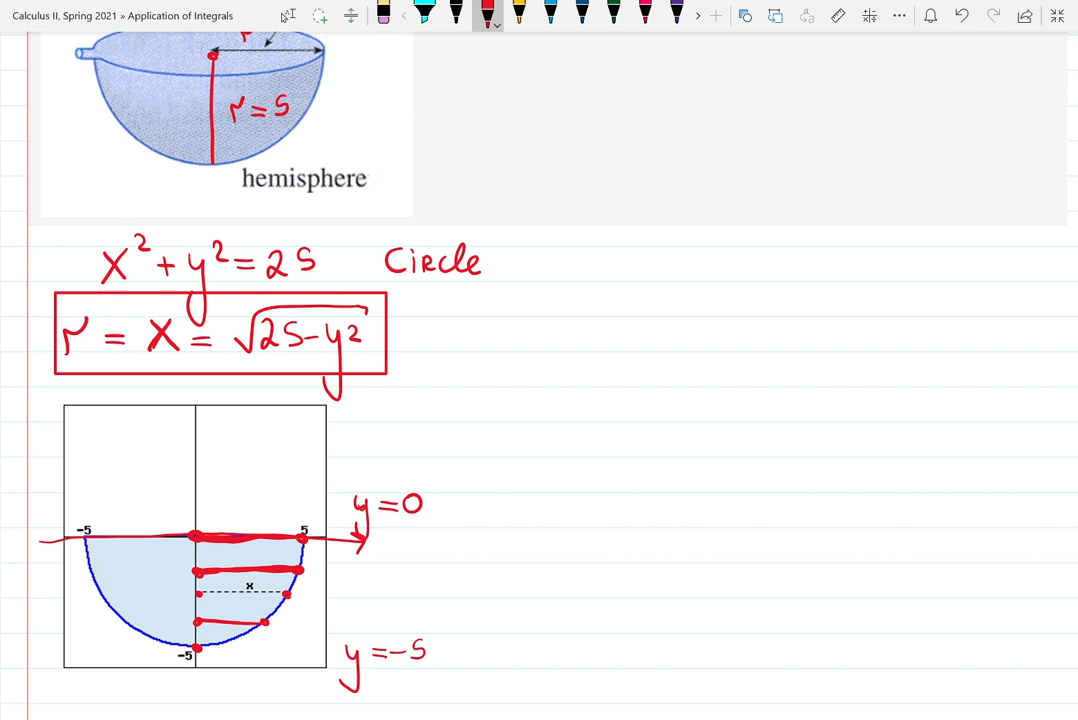 Calculus II, Spring 2021 » Application of Integrals
r = 5
hemisphere
x² + y² = 25 Circle
r = x = √25-y²
y = 0
-5 5
x
-5
y = -5